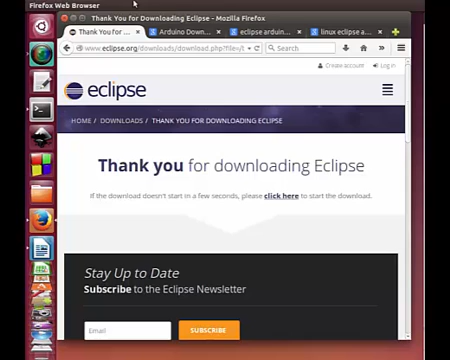 Firefox Web Browser
Thank You for Downloading Eclipse - Mozilla Firefox
Thank You for D...
Arduino Down...
eclipse arduin...
linux eclipse a...
www.eclipse.org/downloads/download.php?file=/t
Search
Create account
Log in
eclipse
HOME / DOWNLOADS / THANK YOU FOR DOWNLOADING ECLIPSE
Thank you for downloading Eclipse
If the download doesn't start in a few seconds, please click here to start the download.
Stay Up to Date
Subscribe to the Eclipse Newsletter
Email
SUBSCRIBE